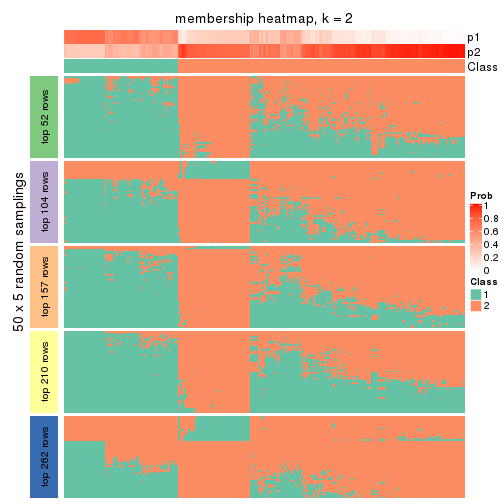 membership heatmap, k = 2
p1
p2
Class
50 x 5 random samplings
top 52 rows
top 104 rows
top 157 rows
top 210 rows
top 262 rows
Prob
1
0.8
0.6
0.4
0.2
0
Class
1
2